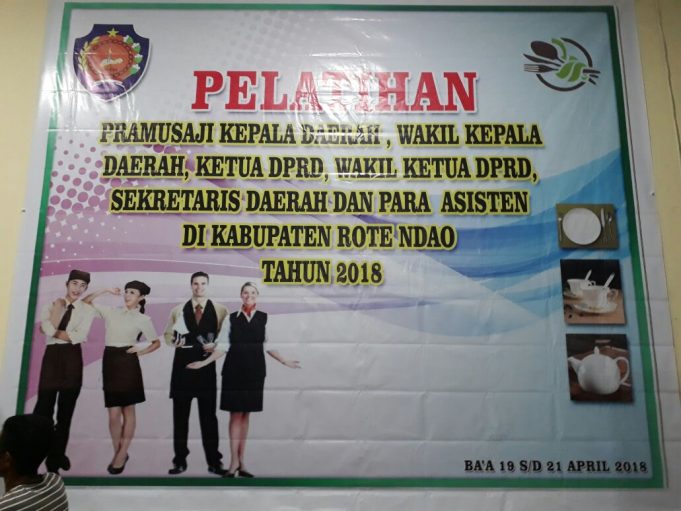 PELATIHAN
PRAMUSAJI KEPALA DAERAH , WAKIL KEPALA
DAERAH, KETUA DPRD, WAKIL KETUA DPRD,
SEKRETARIS DAERAH DAN PARA ASISTEN
DI KABUPATEN ROTE NDAO
TAHUN 2018
BA'A 19 S/D 21 APRIL 2018